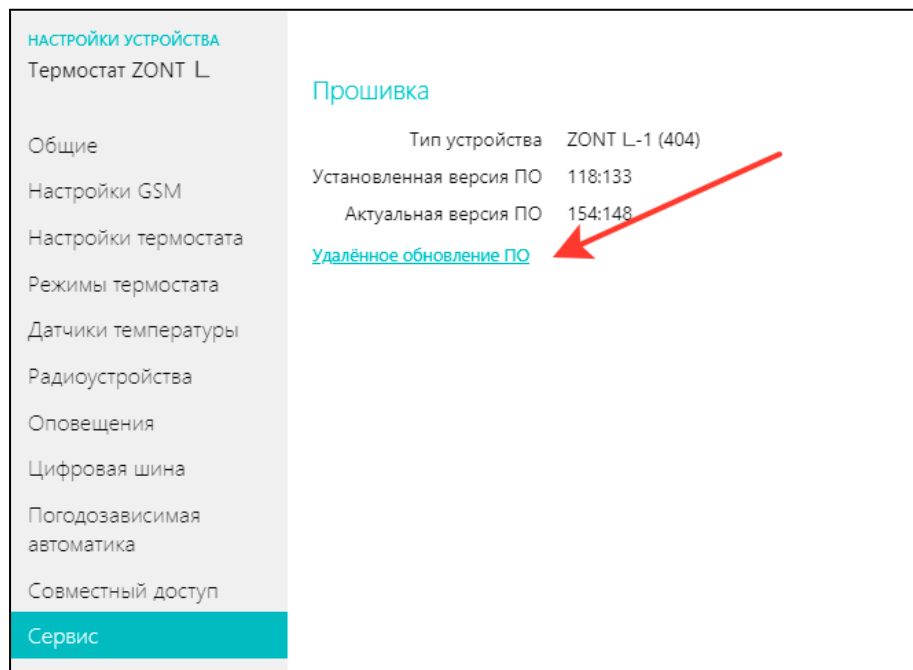 НАСТРОЙКИ УСТРОЙСТВА
Термостат ZONT L
Общие
Настройки GSM
Настройки термостата
Режимы термостата
Датчики температуры
Радиоустройства
Оповещения
Цифровая шина
Погодозависимая
автоматика
Совместный доступ
Сервис
Прошивка
Тип устройства ZONT L-1 (404)
Установленная версия ПО 118:133
Актуальная версия ПО 154:148
Удалённое обновление ПО